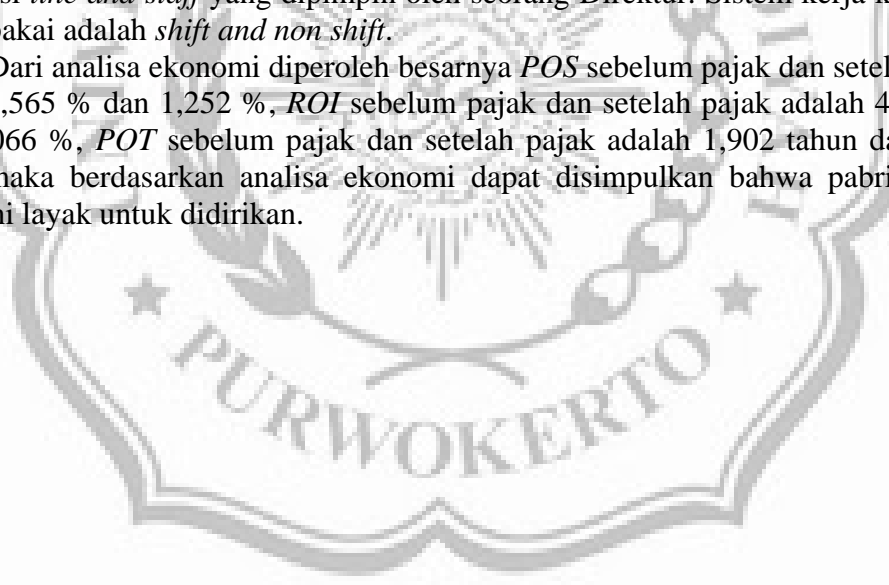 line and staff yang dipimpin oleh seorang Direktur. Sistem kerja k
pakai adalah shift and non shift.
Dari analisa ekonomi diperoleh besarnya POS sebelum pajak dan setel
,565 % dan 1,252 %, ROI sebelum pajak dan setelah pajak adalah 4
066 %, POT sebelum pajak dan setelah pajak adalah 1,902 tahun da
maka berdasarkan analisa ekonomi dapat disimpulkan bahwa pabri
ni layak untuk didirikan.
PURWOKERTO